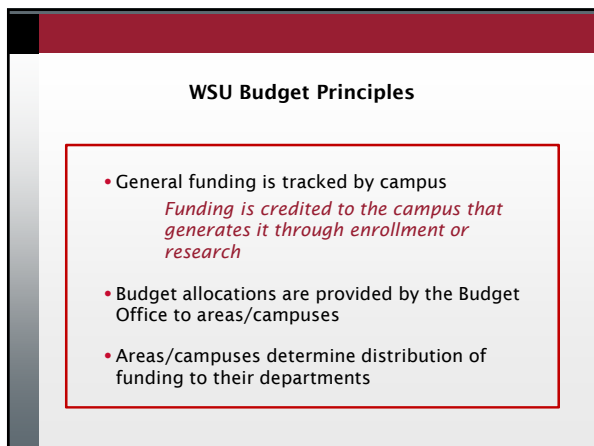 WSU Budget Principles
• General funding is tracked by campus
Funding is credited to the campus that
generates it through enrollment or
research
• Budget allocations are provided by the Budget
Office to areas/campuses
• Areas/campuses determine distribution of
funding to their departments